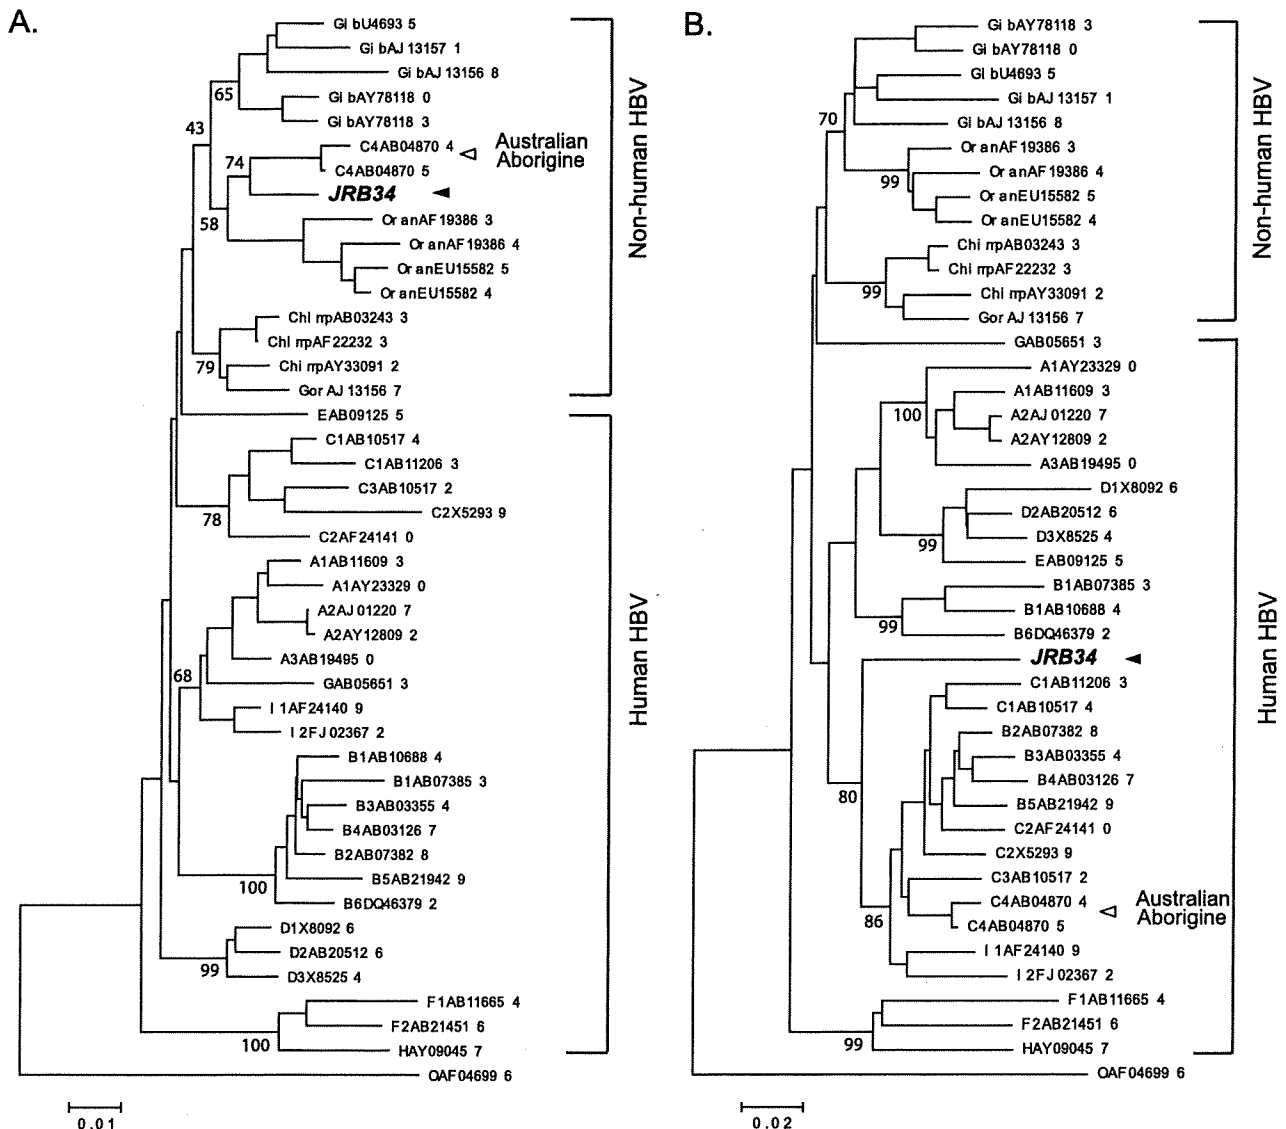 A.
Gi bU4693 5
Gi bAJ 13157 1
Gi bAJ 13156 8
65
Gi bAY78118 0
Gi bAY78118 3
43
C4AB04870 4
Australian
Aborigine
74
C4AB04870 5
JRB34
58
Or anAF 19386 3
Or anAF 19386 4
Or anEU15582 5
Or anEU15582 4
Chi mpAB03243 3
Chi mpAF22232 3
79
Chi mpAY33091 2
Gor AJ 13156 7
Non-human HBV
EAB09125 5
C1AB10517 4
C1AB11206 3
C3AB10517 2
C2X5293 9
78
C2AF24141 0
A1AB11609 3
A1AY23329 0
A2AJ 01220 7
A2AY12809 2
A3AB19495 0
68
GAB05651 3
I 1AF24140 9
I 2FJ 02367 2
B1AB10688 4
B1AB07385 3
B3AB03355 4
B4AB03126 7
B2AB07382 8
100
B5AB21942 9
B6DQ46379 2
D1X8092 6
D2AB20512 6
99
D3X8525 4
F1AB11665 4
F2AB21451 6
100
HAY09045 7
Human HBV
OAF04699 6
0.01
B.
Gi bAY78118 3
Gi bAY78118 0
Gi bU4693 5
Gi bAJ 13157 1
70
Gi bAJ 13156 8
Or anAF 19386 3
99
Or anAF 19386 4
Or anEU15582 5
Or anEU15582 4
Chi mpAB03243 3
Chi mpAF22232 3
99
Chi mpAY33091 2
Gor AJ 13156 7
Non-human HBV
GAB05651 3
A1AY23329 0
A1AB11609 3
100
A2AJ 01220 7
A2AY12809 2
A3AB19495 0
D1X8092 6
D2AB20512 6
D3X8525 4
99
EAB09125 5
B1AB07385 3
B1AB10688 4
99
B6DQ46379 2
JRB34
C1AB11206 3
C1AB10517 4
B2AB07382 8
B3AB03355 4
B4AB03126 7
80
B5AB21942 9
C2AF24141 0
C2X5293 9
C3AB10517 2
C4AB04870 4
Australian
Aborigine
86
C4AB04870 5
I 1AF24140 9
I 2FJ 02367 2
F1AB11665 4
F2AB21451 6
99
HAY09045 7
Human HBV
OAF04699 6
0.02